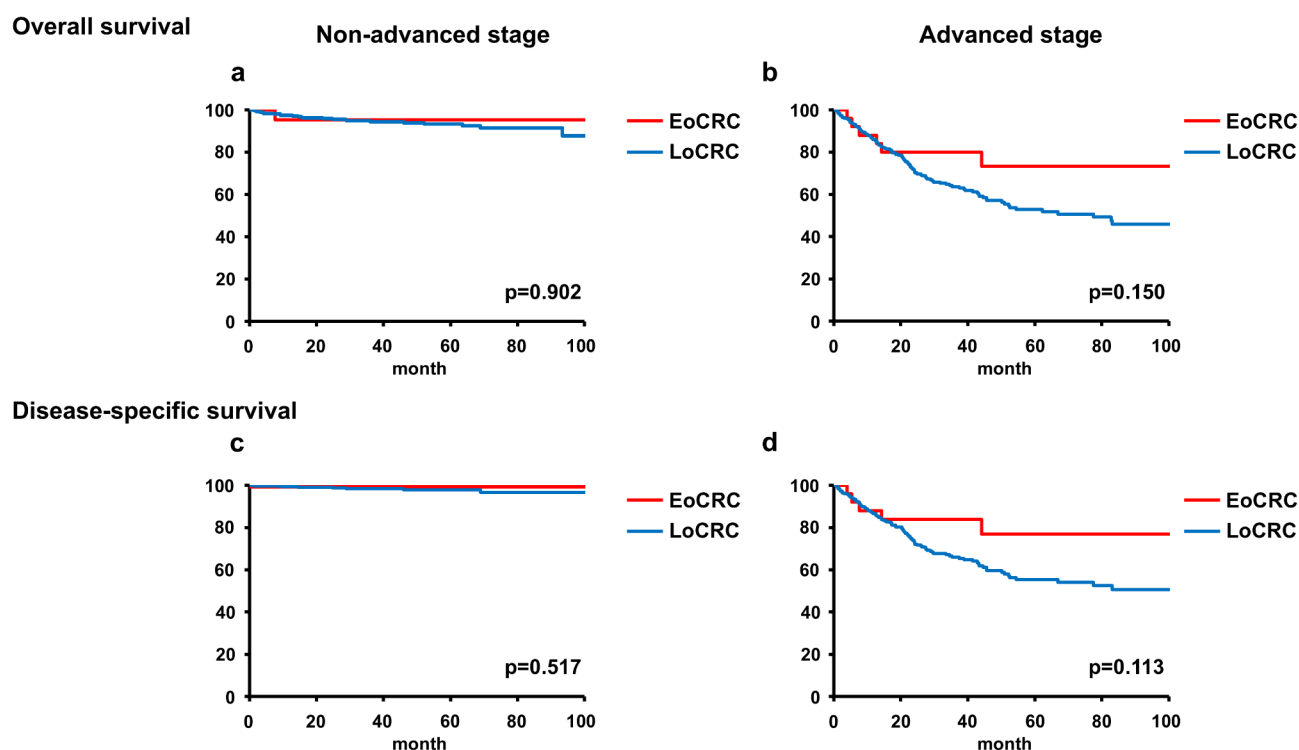 Overall survival
Non-advanced stage
Advanced stage
a
100
80
60
40
20
0
0 20 40 60 80 100
month
EoCRC
LoCRC
p=0.902
b
100
80
60
40
20
0
0 20 40 60 80 100
month
EoCRC
LoCRC
p=0.150
Disease-specific survival
c
100
80
60
40
20
0
0 20 40 60 80 100
month
EoCRC
LoCRC
p=0.517
d
100
80
60
40
20
0
0 20 40 60 80 100
month
EoCRC
LoCRC
p=0.113